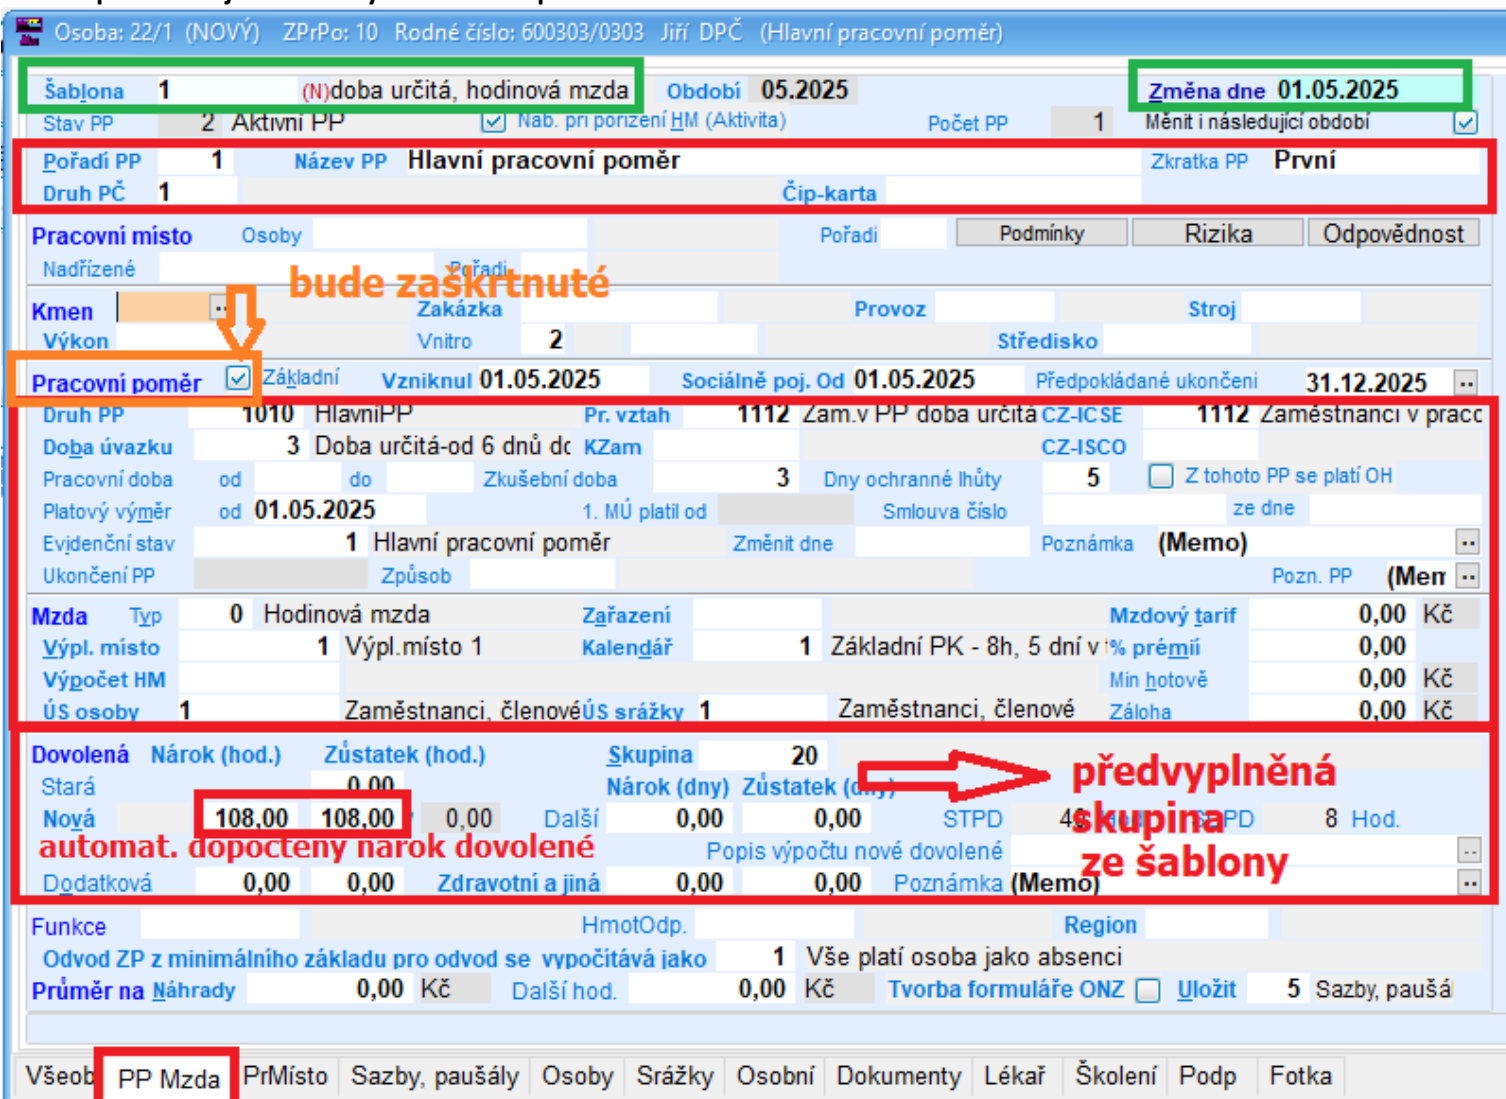 Osoba: 22/1 (NOVÝ) ZPrPo: 10 Rodné číslo: 600303/0303 Jiří DPČ (Hlavní pracovní poměr)
Šablona 1 (N)doba určitá, hodinová mzda Období 05.2025 Změna dne 01.05.2025
Stav PP 2 Aktivní PP Nab. při pořízení HM (Aktivita) Počet PP 1 Měnit i následující období
Pořadí PP 1 Název PP Hlavní pracovní poměr Zkratka PP První
Druh PČ 1 Čip-karta
Pracovní místo Osoby Pořadí Podmínky Rizika Odpovědnost
Nadřízené Pořadí
bude zaškrtnuté
Kmen Zakázka Provoz Stroj
Výkon Vnitro 2 Středisko
Pracovní poměr Základní Vzniknul 01.05.2025 Sociálně poj. Od 01.05.2025 Předpokládané ukončení 31.12.2025
Druh PP 1010 HlavníPP Pr. vztah 1112 Zam.v PP doba určitá CZ-ICSE 1112 Zaměstnanci v praco
Doba úvazku 3 Doba určitá-od 6 dnů do KZam CZ-ISCO
Pracovní doba od do Zkušební doba 3 Dny ochranné lhůty 5 Z tohoto PP se platí OH
Platový výměr od 01.05.2025 1. MÚ platil od Smlouva číslo ze dne
Evidenční stav 1 Hlavní pracovní poměr Změnit dne Poznámka (Memo)
Ukončení PP Způsob Pozn. PP (Mem
Mzda Typ 0 Hodinová mzda Zařazení Mzdový tarif 0,00 Kč
Výpl. místo 1 Výpl.místo 1 Kalendář 1 Základní PK - 8h, 5 dní v % prémií 0,00
Výpočet HM Min hotově 0,00 Kč
ÚS osoby 1 Zaměstnanci, členové ÚS srážky 1 Zaměstnanci, členové Záloha 0,00 Kč
Dovolená Nárok (hod.) Zůstatek (hod.) Skupina 20
Stará 0,00 Nárok (dny) Zůstatek (dny)
Nová 108,00 108,00 0,00 Další 0,00 0,00 STPD 40 8 Hod.
předvyplněná
skupina
ze šablony
automat. dopočtený nárok dovolené Popis výpočtu nové dovolené
Dodatková 0,00 0,00 Zdravotní a jiná 0,00 0,00 Poznámka (Memo)
Funkce HmotOdp. Region
Odvod ZP z minimálního základu pro odvod se vypočítává jako 1 Vše platí osoba jako absenci
Průměr na Náhrady 0,00 Kč Další hod. 0,00 Kč Tvorba formuláře ONZ Uložit 5 Sazby, paušá
Všeob PP Mzda PrMísto Sazby, paušály Osoby Srážky Osobní Dokumenty Lékař Školení Podp Fotka